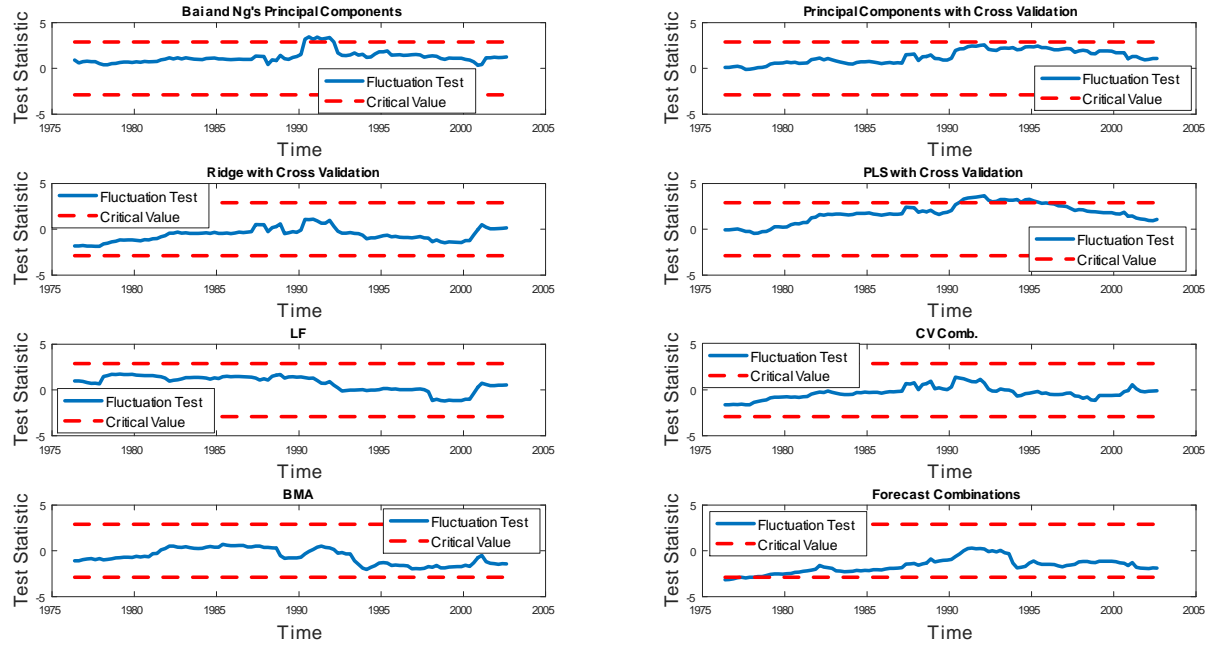 Bai and Ng's Principal Components
Test Statistic
5
0
-5
Fluctuation Test
Critical Value
1975 1980 1985 1990 1995 2000 2005
Time
Principal Components with Cross Validation
Test Statistic
5
0
-5
Fluctuation Test
Critical Value
1975 1980 1985 1990 1995 2000 2005
Time
Ridge with Cross Validation
Test Statistic
5
0
-5
Fluctuation Test
Critical Value
1975 1980 1985 1990 1995 2000 2005
Time
PLS with Cross Validation
Test Statistic
5
0
-5
Fluctuation Test
Critical Value
1975 1980 1985 1990 1995 2000 2005
Time
LF
Test Statistic
5
0
-5
Fluctuation Test
Critical Value
1975 1980 1985 1990 1995 2000 2005
Time
CV Comb.
Test Statistic
5
0
-5
Fluctuation Test
Critical Value
1975 1980 1985 1990 1995 2000 2005
Time
BMA
Test Statistic
5
0
-5
Fluctuation Test
Critical Value
1975 1980 1985 1990 1995 2000 2005
Time
Forecast Combinations
Test Statistic
5
0
-5
Fluctuation Test
Critical Value
1975 1980 1985 1990 1995 2000 2005
Time